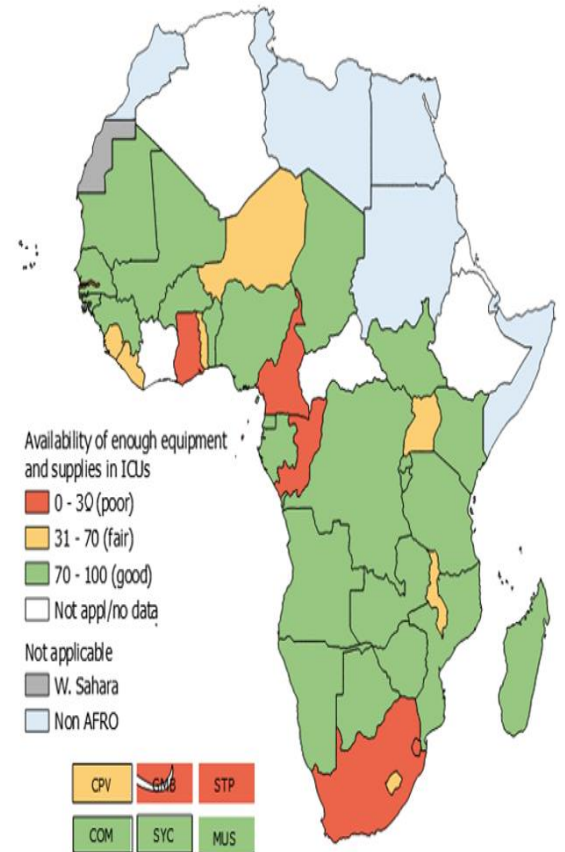 Availability of enough equipment
and supplies in ICUs
0 - 30 (poor)
31 - 70 (fair)
70 - 100 (good)
Not appl/no data
Not applicable
W. Sahara
Non AFRO
CPV GMB STP
COM SYC MUS